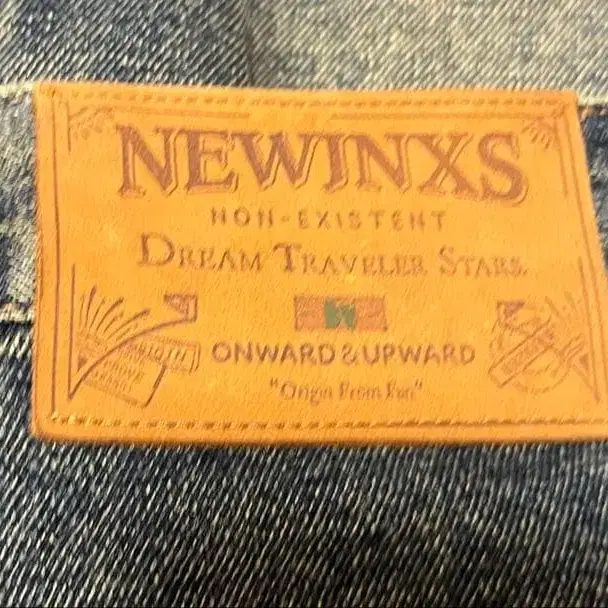 NEWINXS
NON-EXISTENT
DREAM TRAVELER STARS
ONWARD&UPWARD
"Origin From Fun"